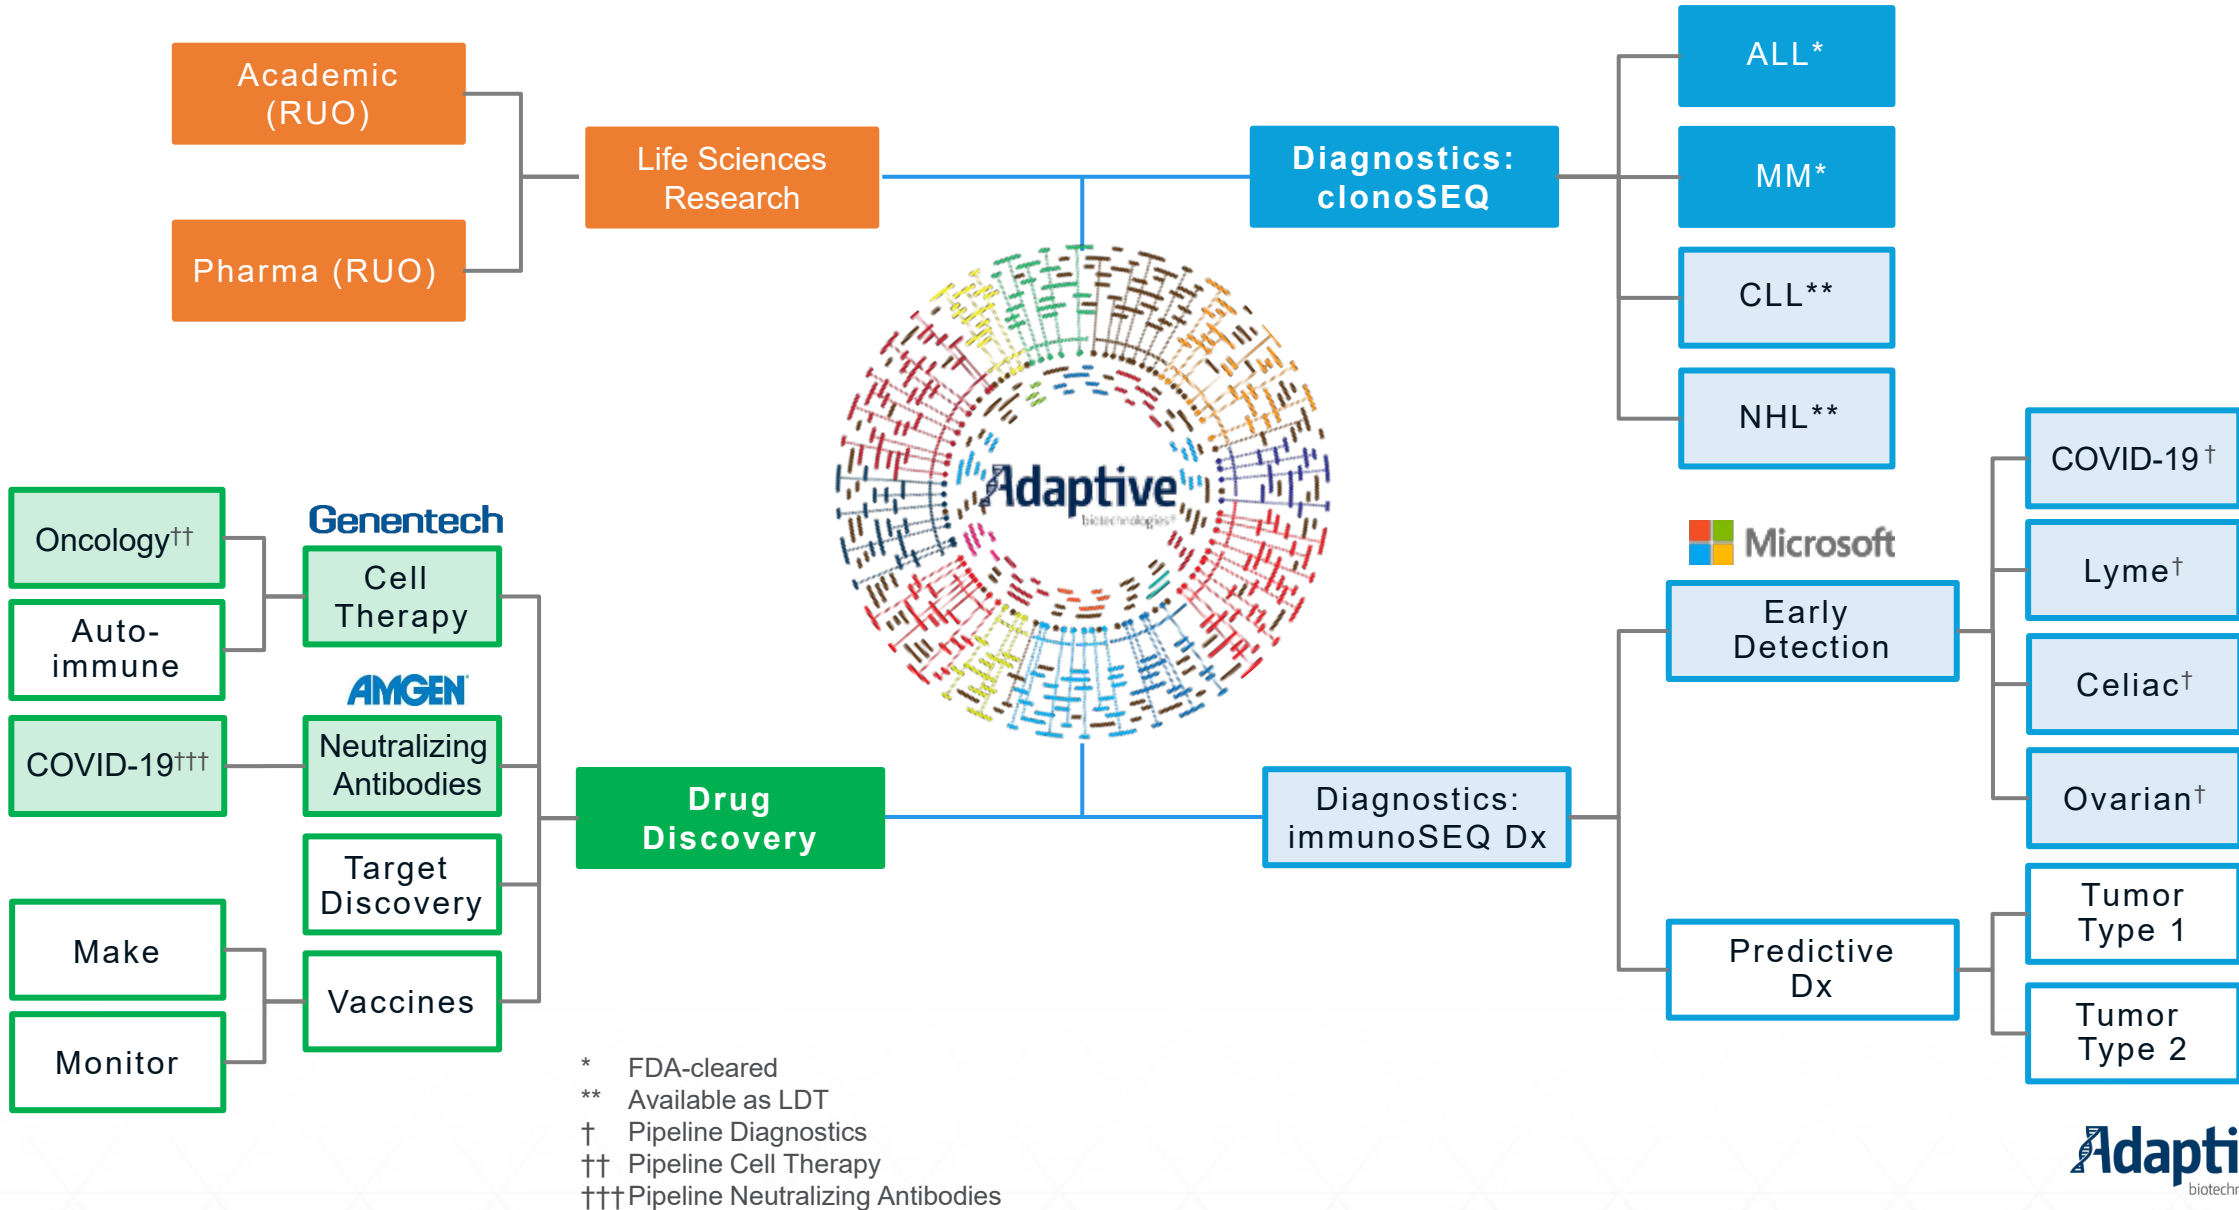 Academic
(RUO)
Pharma (RUO)
Life Sciences
Research
Diagnostics:
clonoSEQ
ALL*
MM*
CLL**
NHL**
Adaptive
biotechnologies®
Oncology††
Auto-
immune
COVID-19†††
Make
Monitor
Genentech
Cell
Therapy
AMGEN®
Neutralizing
Antibodies
Target
Discovery
Vaccines
Drug
Discovery
Diagnostics:
immunoSEQ Dx
Microsoft
Early
Detection
Predictive
Dx
COVID-19†
Lyme†
Celiac†
Ovarian†
Tumor
Type 1
Tumor
Type 2
* FDA-cleared
** Available as LDT
† Pipeline Diagnostics
†† Pipeline Cell Therapy
††† Pipeline Neutralizing Antibodies
Adapti
biotechn